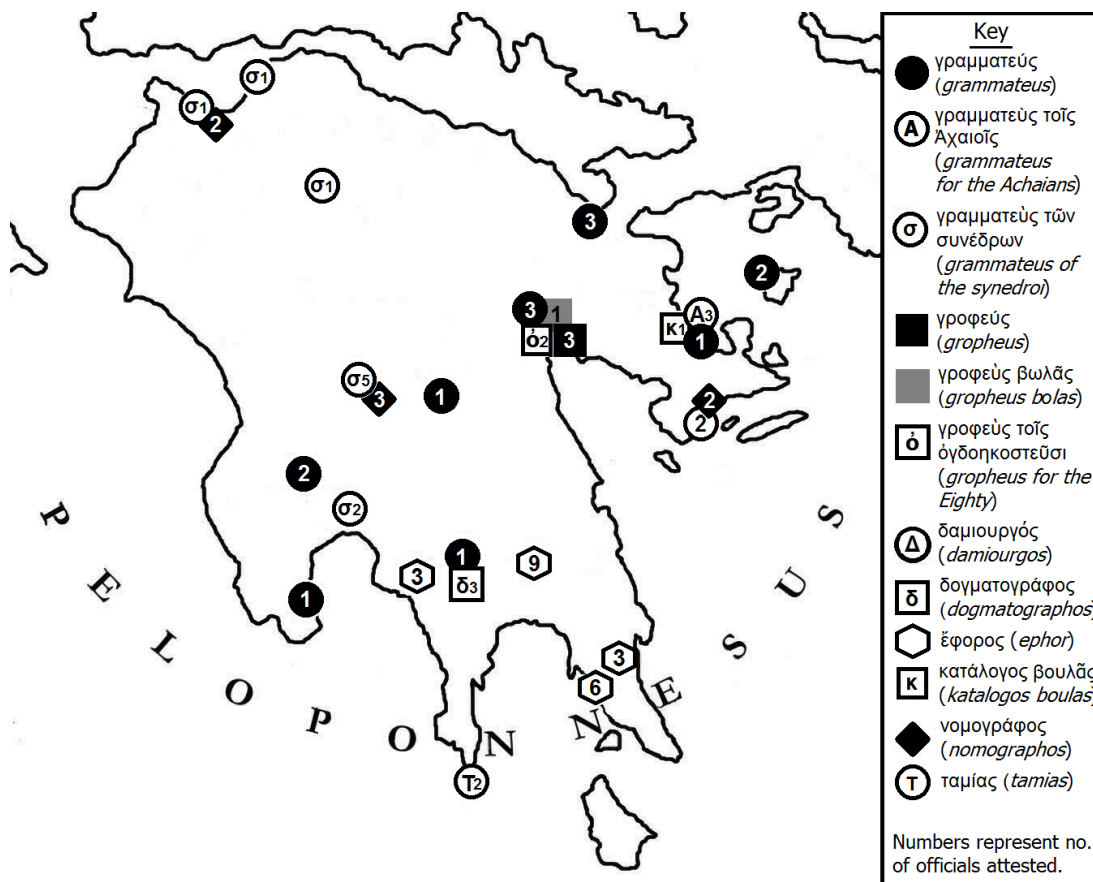 σ1
σ1
2
σ1
3
2
3
1
ὀ2
3
A3
κ1
1
σ5
3
1
2
2
2
σ2
1
3
δ3
9
1
3
6
T2
PELOPONNESUS
Key
γραμματεύς
(grammateus)
A
γραμματεὺς τοῖς
Ἀχαιοῖς
(grammateus
for the Achaians)
σ
γραμματεὺς τῶν
συνέδρων
(grammateus of
the synedroi)
γροφεύς
(gropheus)
γροφεὺς βωλᾶς
(gropheus bolas)
ὀ
γροφεὺς τοῖς
ὀγδοηκοστεῦσι
(gropheus for the
Eighty)
Δ
δαμιουργός
(damiourgos)
δ
δογματογράφος
(dogmatographos)
ἔφορος (ephor)
κ
κατάλογος βουλᾶς
(katalogos boulas)
νομογράφος
(nomographos)
T
ταμίας (tamias)
Numbers represent no.
of officials attested.